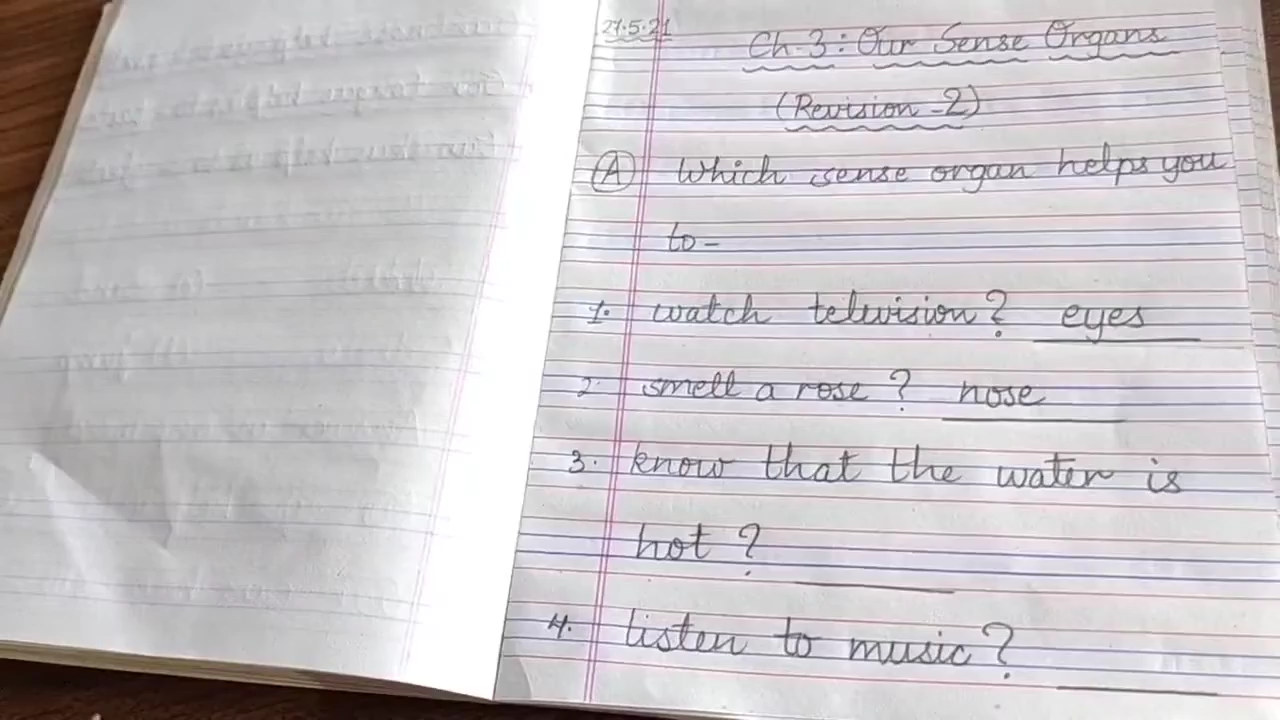 27.5.21
Ch-3: Our Sense Organs
(Revision-2)
(A) Which sense organ helps you
to-
1. watch television? eyes
2. smell a rose? nose
3. know that the water is
hot?
4. listen to music?